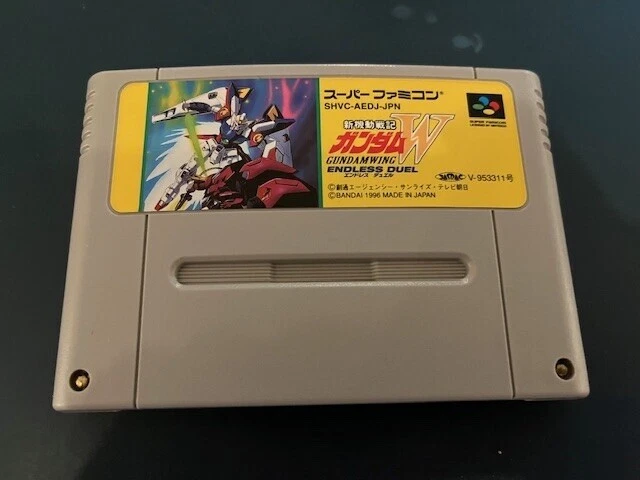 スーパーファミコン®
SHVC-AEDJ-JPN
SUPER FAMICOM
新機動戦記
ガンダムW
GUNDAMWING
ENDLESS DUEL
エンドレス デュエル
V-953311号
©創通エージェンシー・サンライズ・テレビ朝日
©BANDAI 1996 MADE IN JAPAN